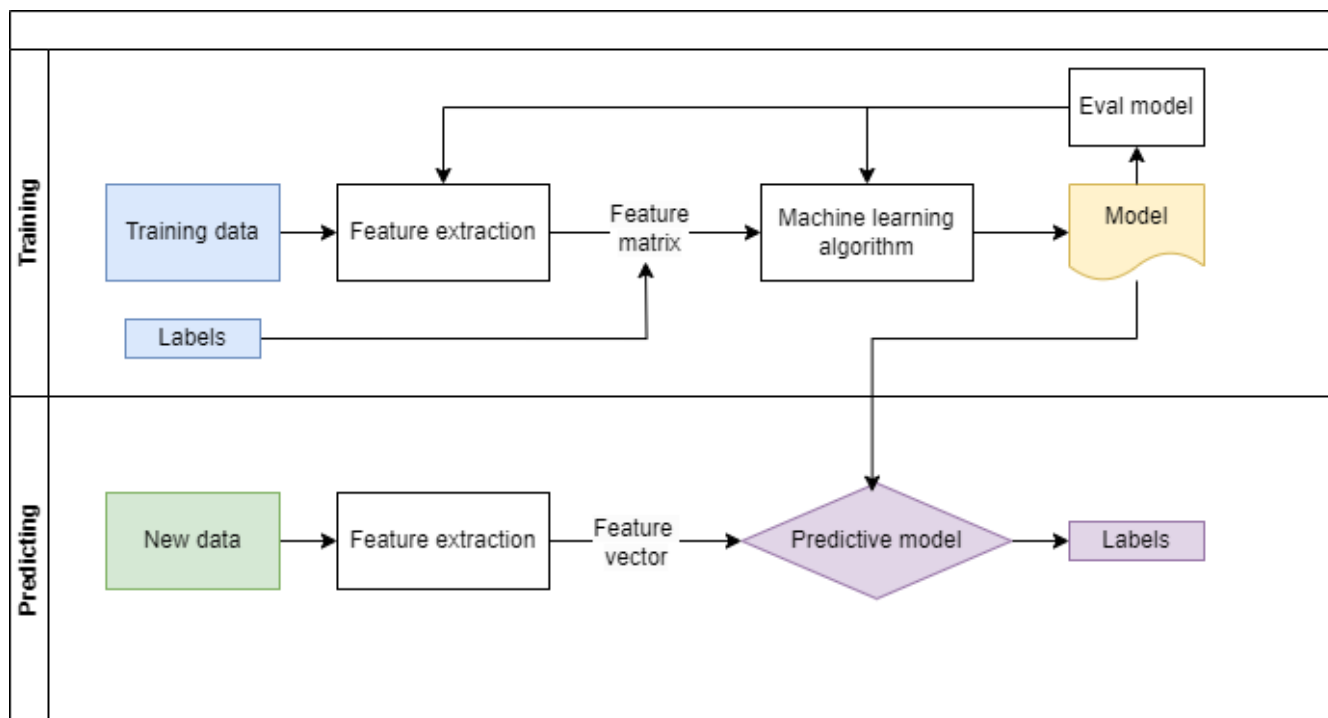 Training
Eval model
Training data
Feature extraction
Feature
matrix
Machine learning
algorithm
Model
Labels
Predicting
New data
Feature extraction
Feature
vector
Predictive model
Labels